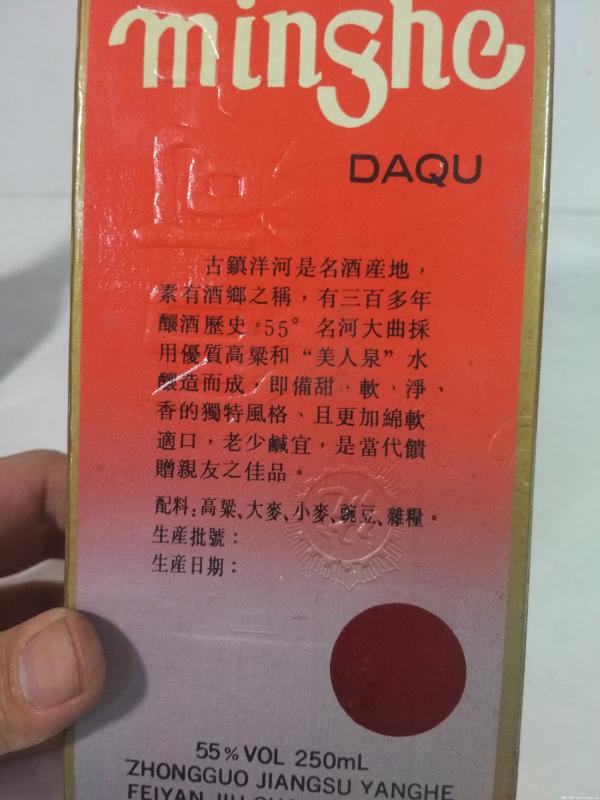 minghe
DAQU
古鎮洋河是名酒産地，
素有酒鄉之稱，有三百多年
釀酒歷史。55°名河大曲採
用優質高粱和“美人泉”水
釀造而成，即備甜、軟、淨、
香的獨特風格、且更加綿軟
適口，老少鹹宜，是當代饋
贈親友之佳品。
配料：高粱、大麥、小麥、豌豆、雜糧。
生産批號：
生産日期：
55%VOL 250mL
ZHONGGUO JIANGSU YANGHE
FEIYAN JIU